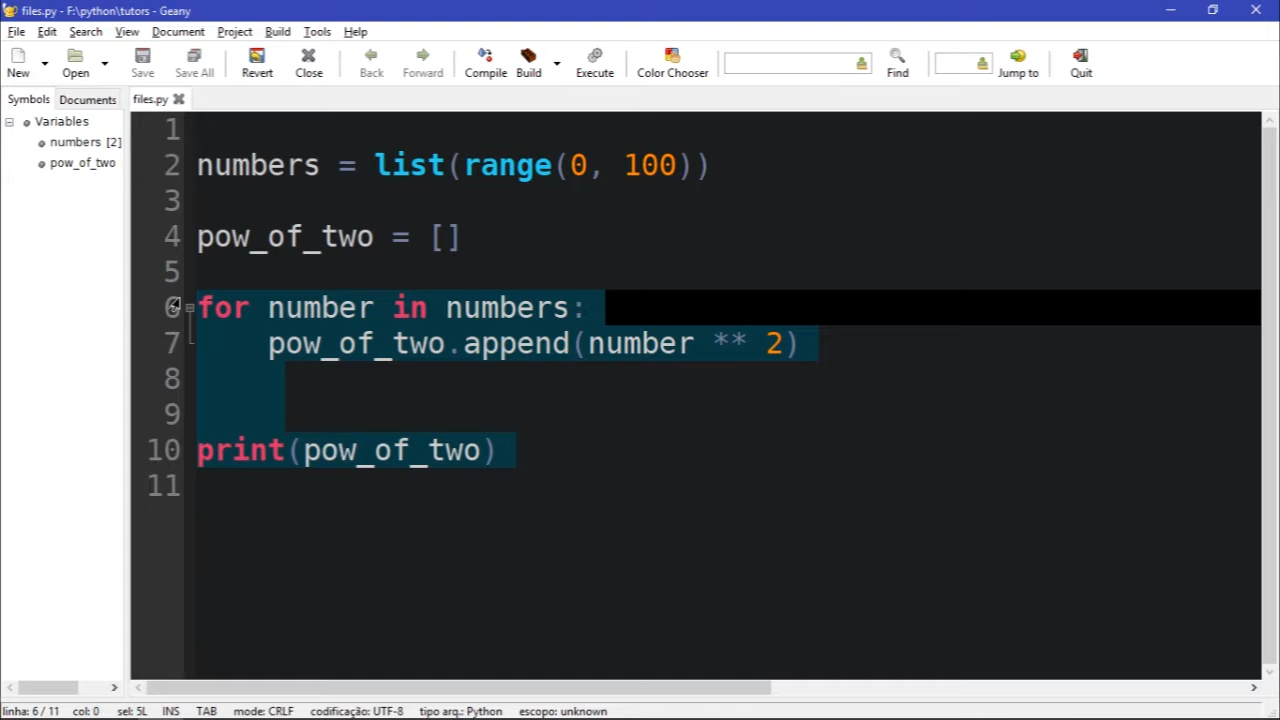 files.py - F:\python\tutors - Geany
File Edit Search View Document Project Build Tools Help
New Open Save Save All Revert Close Back Forward Compile Build Execute Color Chooser Find Jump to Quit
Symbols Documents files.py
Variables
numbers [2]
pow_of_two
1
2 numbers = list(range(0, 100))
3
4 pow_of_two = []
5
6 for number in numbers:
7 pow_of_two.append(number ** 2)
8
9
10 print(pow_of_two)
11
linha: 6 / 11 col: 0 sel: 5L INS TAB mode: CRLF codificação: UTF-8 tipo arq.: Python escopo: unknown